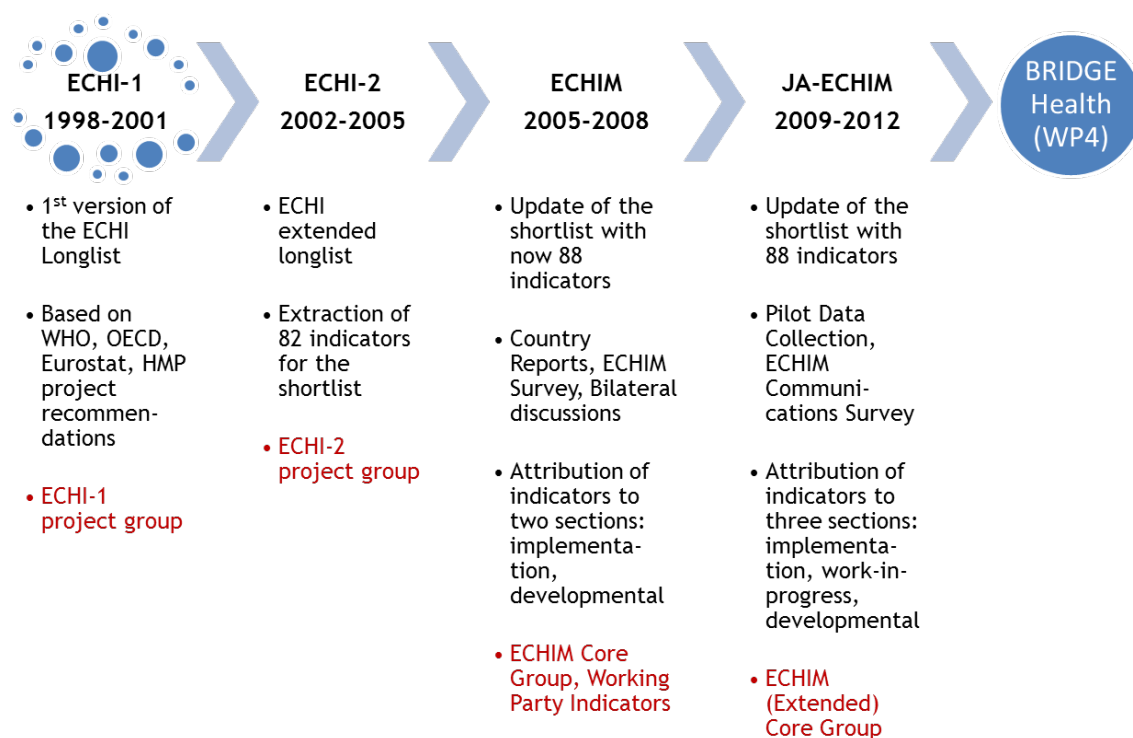 ECHI-1
1998-2001
ECHI-2
2002-2005
ECHIM
2005-2008
JA-ECHIM
2009-2012
BRIDGE
Health
(WP4)
• 1st version of
the ECHI
Longlist
• Based on
WHO, OECD,
Eurostat, HMP
project
recommen-
dations
• ECHI-1
project group
• ECHI
extended
longlist
• Extraction of
82 indicators
for the
shortlist
• ECHI-2
project group
• Update of the
shortlist with
now 88
indicators
• Country
Reports, ECHIM
Survey, Bilateral
discussions
• Attribution of
indicators to
two sections:
implementa-
tion,
developmental
• ECHIM Core
Group, Working
Party Indicators
• Update of the
shortlist with
88 indicators
• Pilot Data
Collection,
ECHIM
Communi-
cations Survey
• Attribution of
indicators to
three sections:
implementa-
tion, work-in-
progress,
developmental
• ECHIM
(Extended)
Core Group